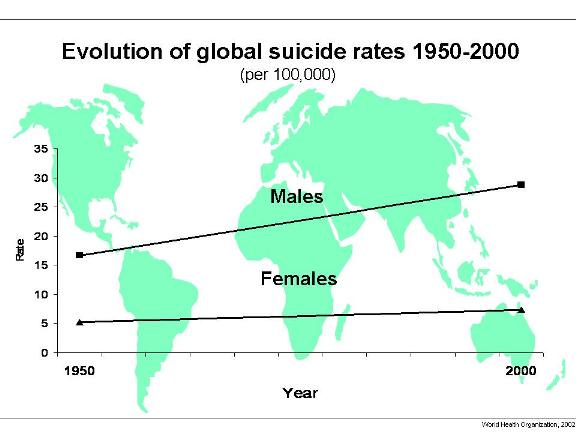 Evolution of global suicide rates 1950-2000
(per 100,000)
35
30
25
20
15
10
5
0
Rate
Males
Females
1950
2000
Year
World Health Organization, 2002